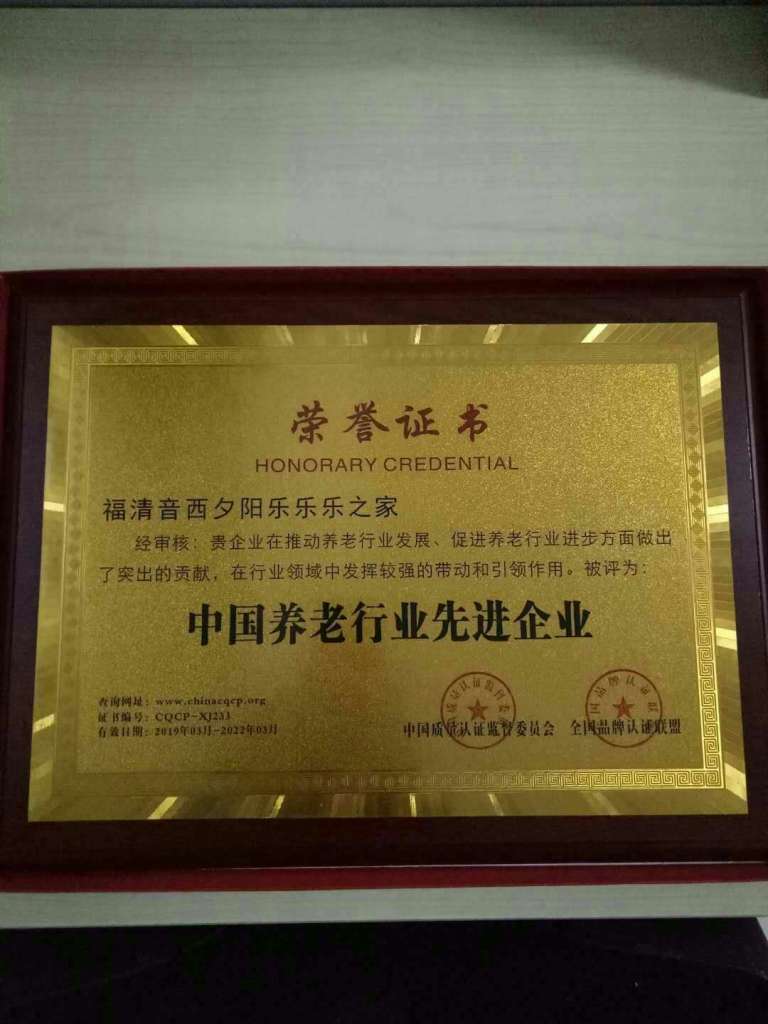 荣誉证书
HONORARY CREDENTIAL
福清音西夕阳乐乐乐之家
经审核：贵企业在推动养老行业发展、促进养老行业进步方面做出
了突出的贡献，在行业领域中发挥较强的带动和引领作用。被评为：
中国养老行业先进企业
查询网址：www.chinacqcp.org
证书编号：CQCP-XJ233
有效日期：2019年03月-2022年03月
中国质量认证监督委员会 全国品牌认证联盟